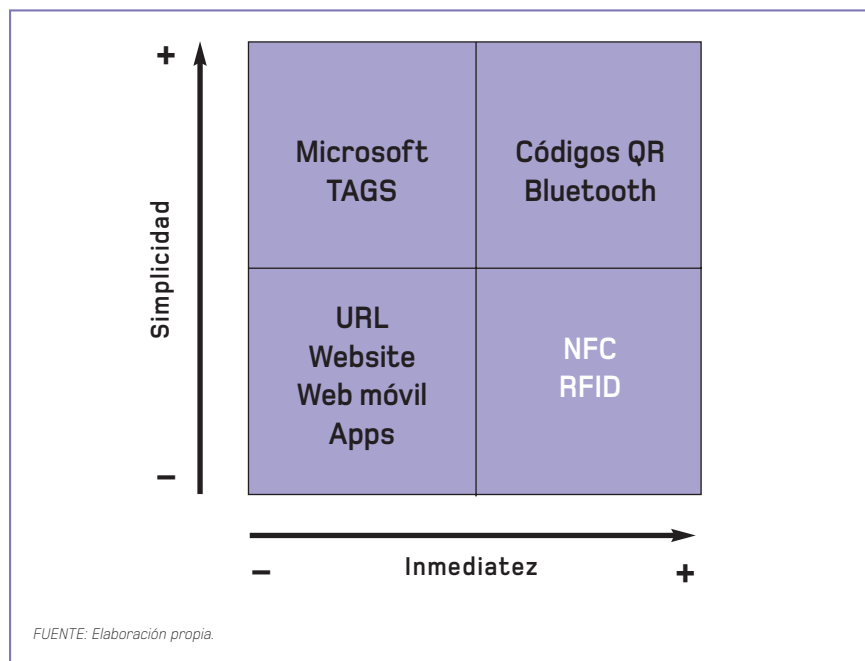 +
Simplicidad
–
Microsoft
TAGS
Códigos QR
Bluetooth
URL
Website
Web móvil
Apps
NFC
RFID
–
Inmediatez
+
FUENTE: Elaboración propia.